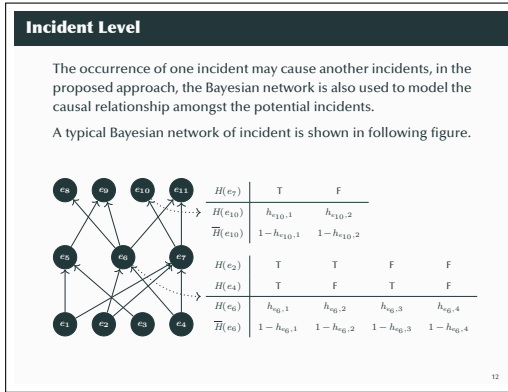 Incident Level
The occurrence of one incident may cause another incidents, in the
proposed approach, the Bayesian network is also used to model the
causal relationship amongst the potential incidents.
A typical Bayesian network of incident is shown in following figure.
e8 e9 e10 e11
H(e7) T F
H(e10) h_{e10,1} h_{e10,2}
H̅(e10) 1−h_{e10,1} 1−h_{e10,2}
e5 e6 e7
H(e2) T T F F
H(e4) T F T F
H(e6) h_{e6,1} h_{e6,2} h_{e6,3} h_{e6,4}
H̅(e6) 1−h_{e6,1} 1−h_{e6,2} 1−h_{e6,3} 1−h_{e6,4}
e1 e2 e3 e4
12